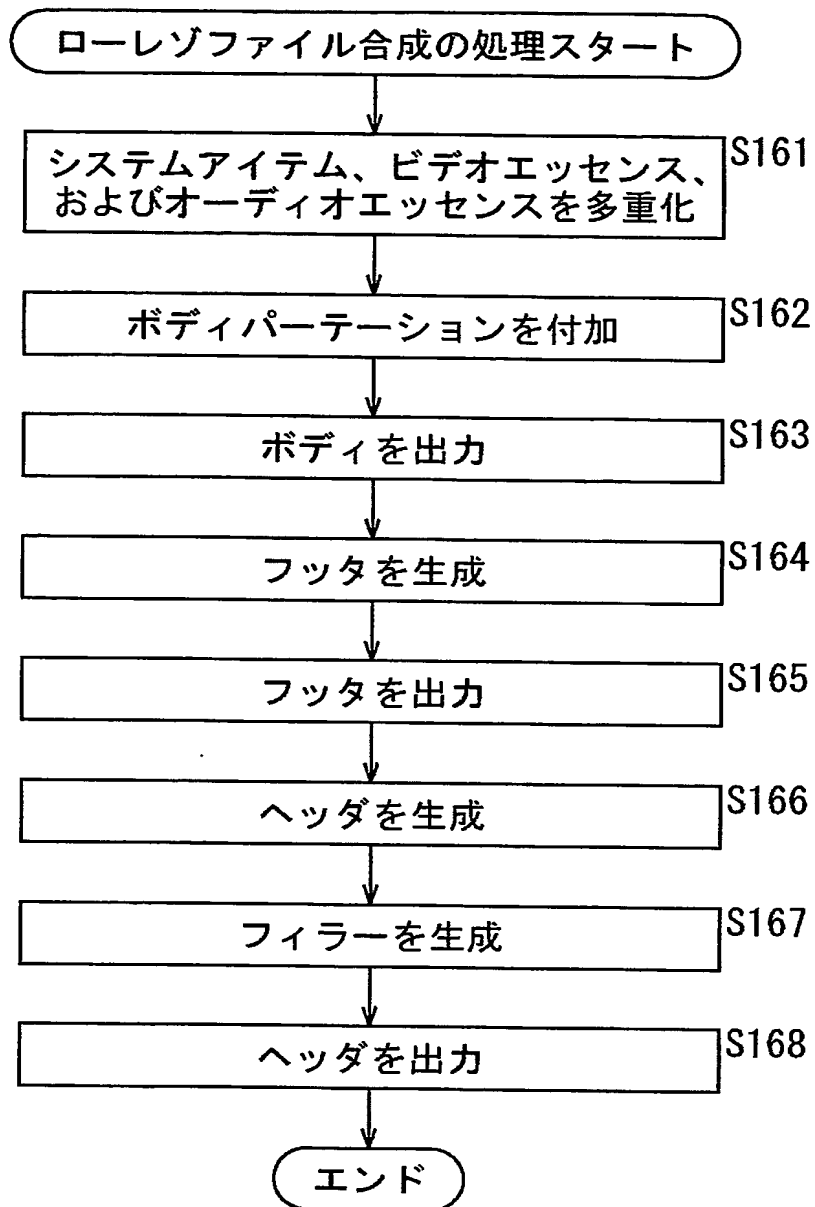 ローレゾファイル合成の処理スタート
システムアイテム、ビデオエッセンス、
およびオーディオエッセンスを多重化
S161
ボディパーテーションを付加
S162
ボディを出力
S163
フッタを生成
S164
フッタを出力
S165
ヘッダを生成
S166
フィラーを生成
S167
ヘッダを出力
S168
エンド